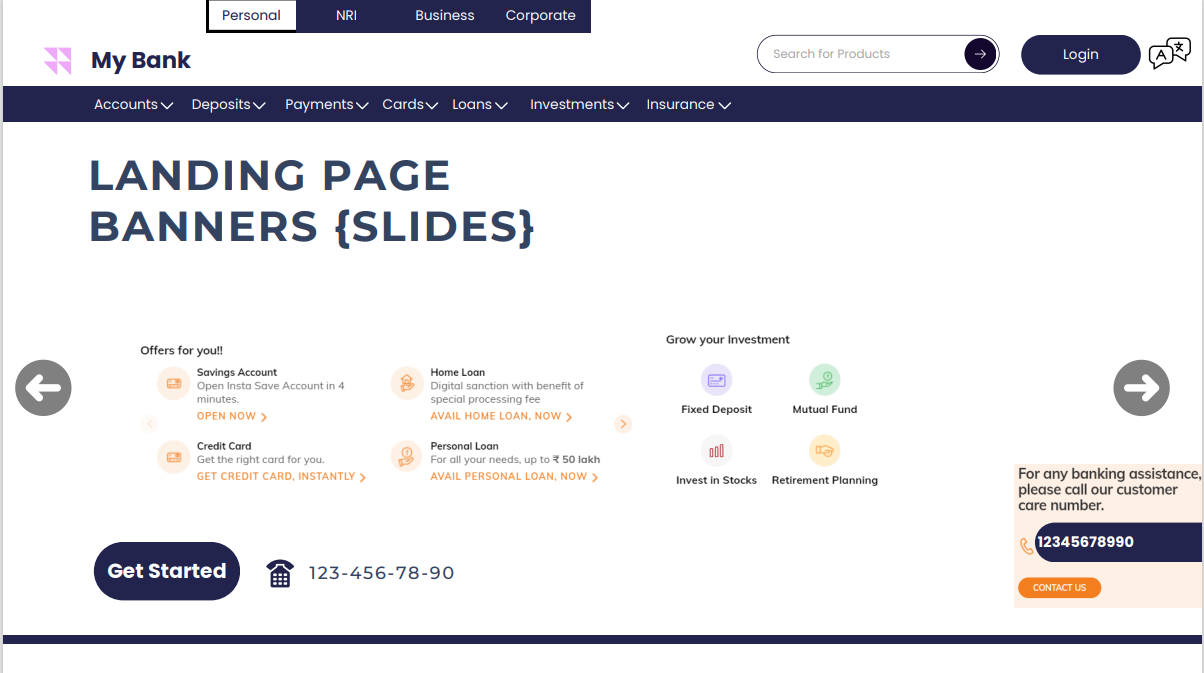 Personal NRI Business Corporate
My Bank
Search for Products
Login
A 文
Accounts Deposits Payments Cards Loans Investments Insurance
LANDING PAGE
BANNERS {SLIDES}
Offers for you!!
Savings Account
Open Insta Save Account in 4
minutes.
OPEN NOW
Home Loan
Digital sanction with benefit of
special processing fee
AVAIL HOME LOAN, NOW
Credit Card
Get the right card for you.
GET CREDIT CARD, INSTANTLY
Personal Loan
For all your needs, up to ₹ 50 lakh
AVAIL PERSONAL LOAN, NOW
Grow your Investment
Fixed Deposit
Mutual Fund
Invest in Stocks
Retirement Planning
For any banking assistance,
please call our customer
care number.
12345678990
CONTACT US
Get Started
123-456-78-90